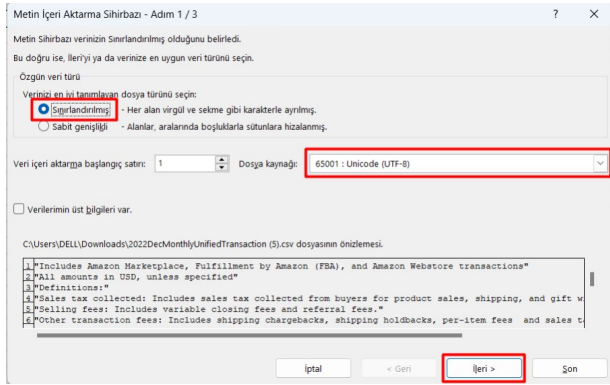 Metin İçeri Aktarma Sihirbazı - Adım 1 / 3 ? X
Metin Sihirbazı verinizin Sınırlandırılmış olduğunu belirledi.
Bu doğru ise, İleri'yi ya da verinize en uygun veri türünü seçin.
Özgün veri türü
Verinizi en iyi tanımlayan dosya türünü seçin:
Sınırlandırılmış - Her alan virgül ve sekme gibi karakterle ayrılmış.
Sabit genişlikli - Alanlar, aralarında boşluklarla sütunlara hizalanmış.
Veri içeri aktarma başlangıç satırı: 1 Dosya kaynağı: 65001 : Unicode (UTF-8)
Verilerimin üst bilgileri var.
C:\Users\DELL\Downloads\2022DecMonthlyUnifiedTransaction (5).csv dosyasının önizlemesi.
1 "Includes Amazon Marketplace, Fulfillment by Amazon (FBA), and Amazon Webstore transactions"
2 "All amounts in USD, unless specified"
3 "Definitions:"
4 "Sales tax collected: Includes sales tax collected from buyers for product sales, shipping, and gift w
5 "Selling fees: Includes variable closing fees and referral fees."
6 "Other transaction fees: Includes shipping chargebacks, shipping holdbacks, per-item fees and sales t
İptal < Geri İleri > Son